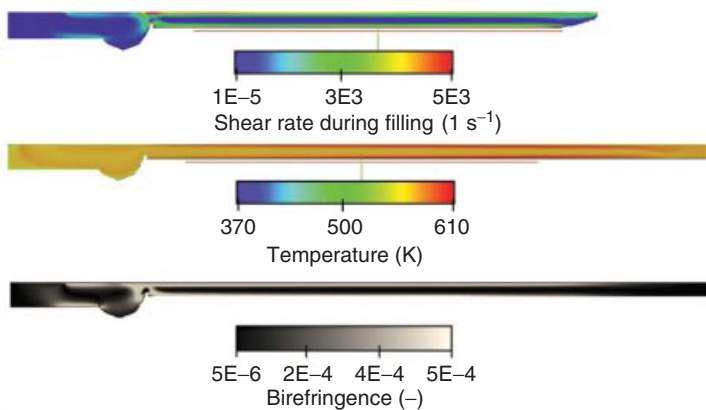 1E−5 3E3 5E3
Shear rate during filling (1 s⁻¹)
370 500 610
Temperature (K)
5E−6 2E−4 4E−4 5E−4
Birefringence (−)